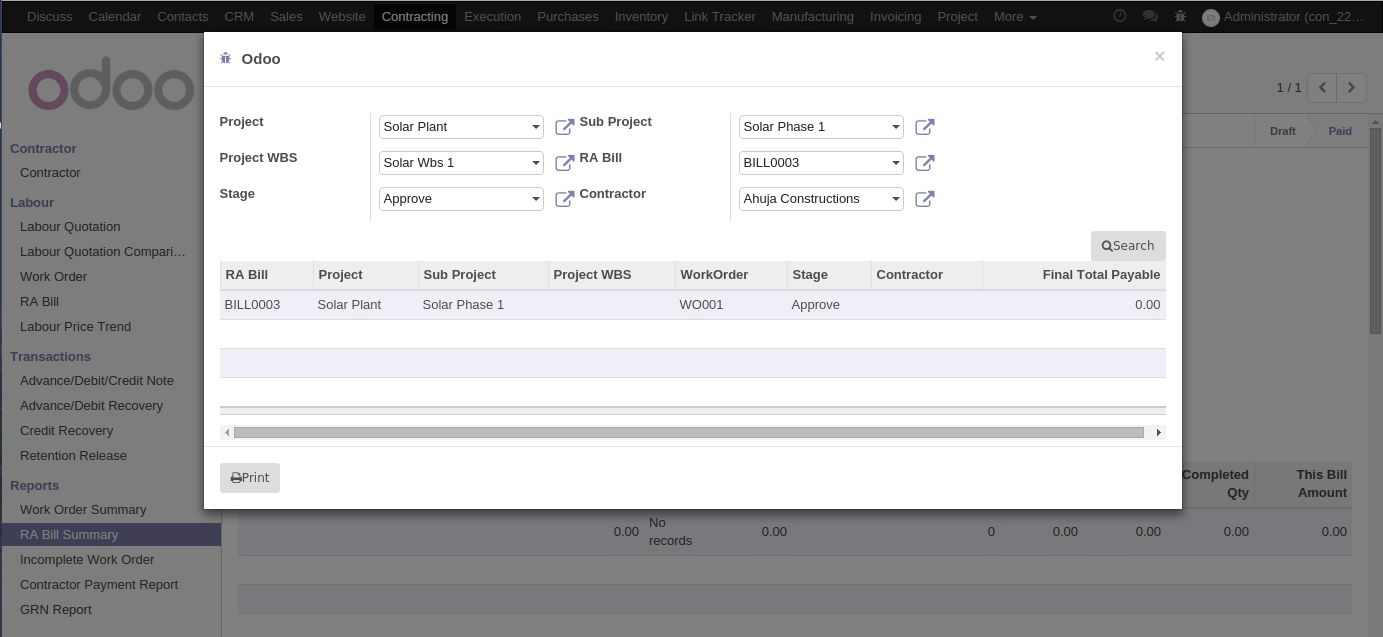 Discuss Calendar Contacts CRM Sales Website Contracting Execution Purchases Inventory Link Tracker Manufacturing Invoicing Project More Administrator (con_22...
odoo
Contractor
Contractor
Labour
Labour Quotation
Labour Quotation Compari...
Work Order
RA Bill
Labour Price Trend
Transactions
Advance/Debit/Credit Note
Advance/Debit Recovery
Credit Recovery
Retention Release
Reports
Work Order Summary
RA Bill Summary
Incomplete Work Order
Contractor Payment Report
GRN Report
Odoo ×
Project Solar Plant Sub Project Solar Phase 1
Project WBS Solar Wbs 1 RA Bill BILL0003
Stage Approve Contractor Ahuja Constructions
Search
RA Bill Project Sub Project Project WBS WorkOrder Stage Contractor Final Total Payable
BILL0003 Solar Plant Solar Phase 1 WO001 Approve 0.00
Print
1 / 1
Draft Paid
Completed This Bill
Qty Amount
0.00 No 0.00 0 0.00 0.00 0.00 0.00
records